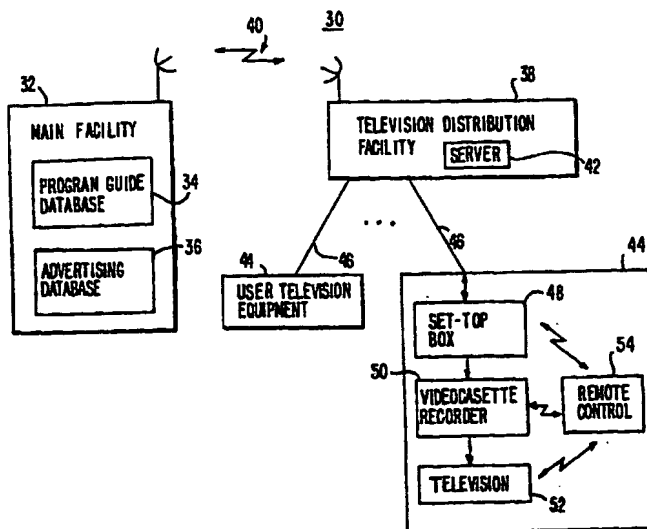 40
30
32
MAIN FACILITY
PROGRAM GUIDE
DATABASE
34
ADVERTISING
DATABASE
36
38
TELEVISION DISTRIBUTION
FACILITY
SERVER
42
...
46
46
44
USER TELEVISION
EQUIPMENT
44
SET-TOP
BOX
48
50
VIDEOCASETTE
RECORDER
54
REMOTE
CONTROL
TELEVISION
52